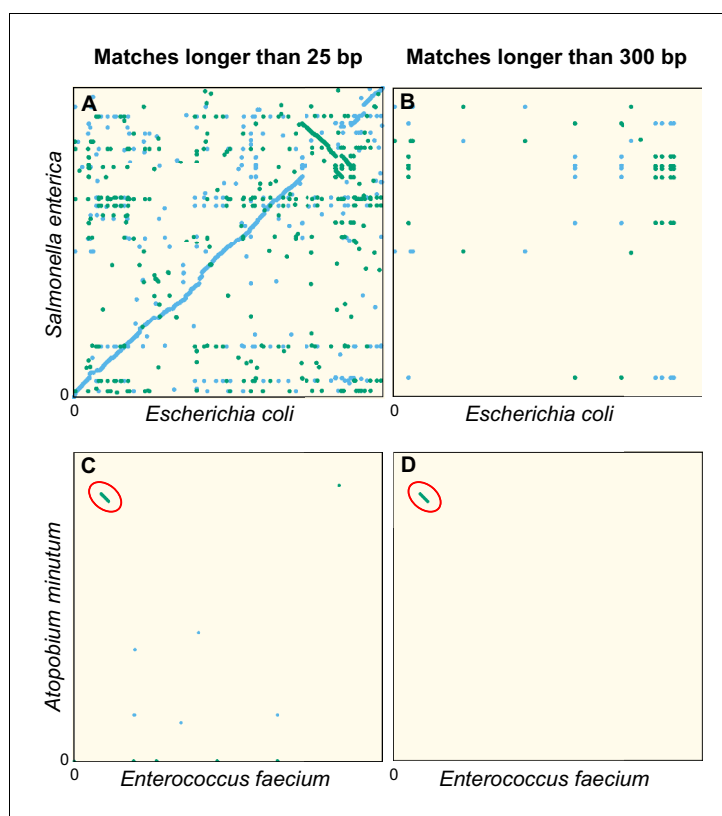 Matches longer than 25 bp
Matches longer than 300 bp
A
B
Salmonella enterica
0
0
Escherichia coli
0
Escherichia coli
C
D
Atopobium minutum
0
0
Enterococcus faecium
0
Enterococcus faecium